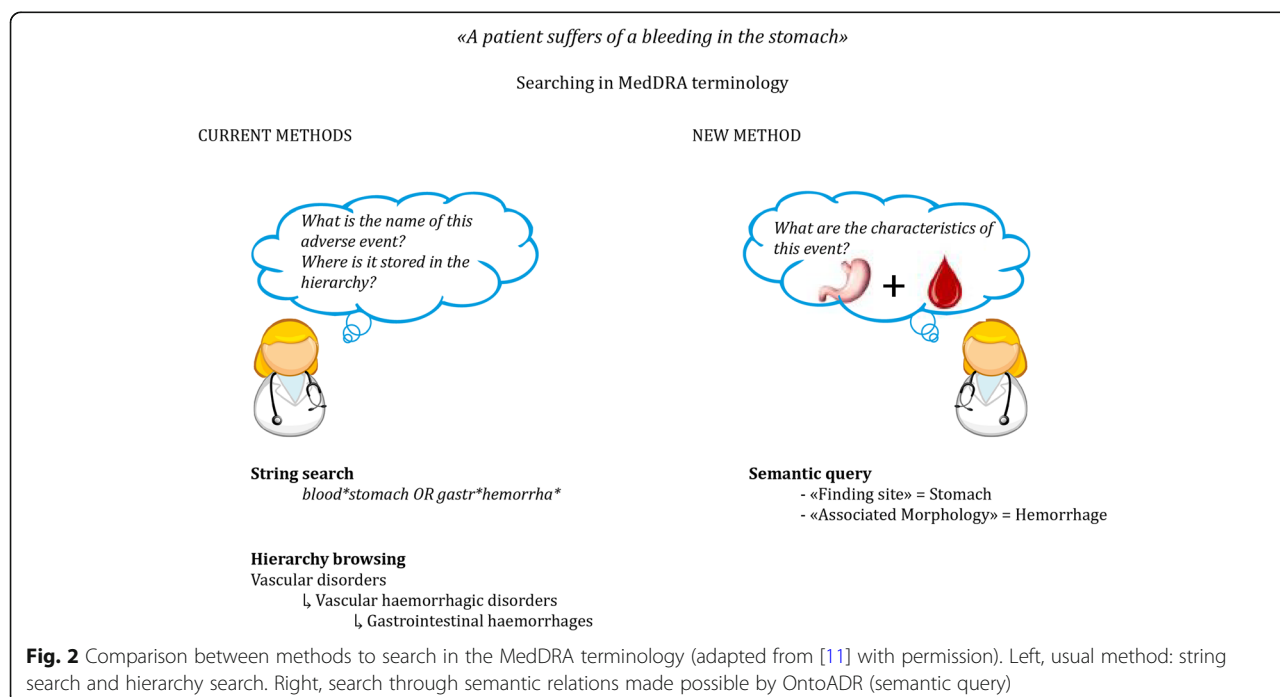 «A patient suffers of a bleeding in the stomach»
Searching in MedDRA terminology
CURRENT METHODS
What is the name of this
adverse event?
Where is it stored in the
hierarchy?
String search
blood*stomach OR gastr*hemorrha*
Hierarchy browsing
Vascular disorders
↳ Vascular haemorrhagic disorders
↳ Gastrointestinal haemorrhages
NEW METHOD
What are the characteristics of
this event?
+
Semantic query
- «Finding site» = Stomach
- «Associated Morphology» = Hemorrhage
Fig. 2 Comparison between methods to search in the MedDRA terminology (adapted from [11] with permission). Left, usual method: string
search and hierarchy search. Right, search through semantic relations made possible by OntoADR (semantic query)